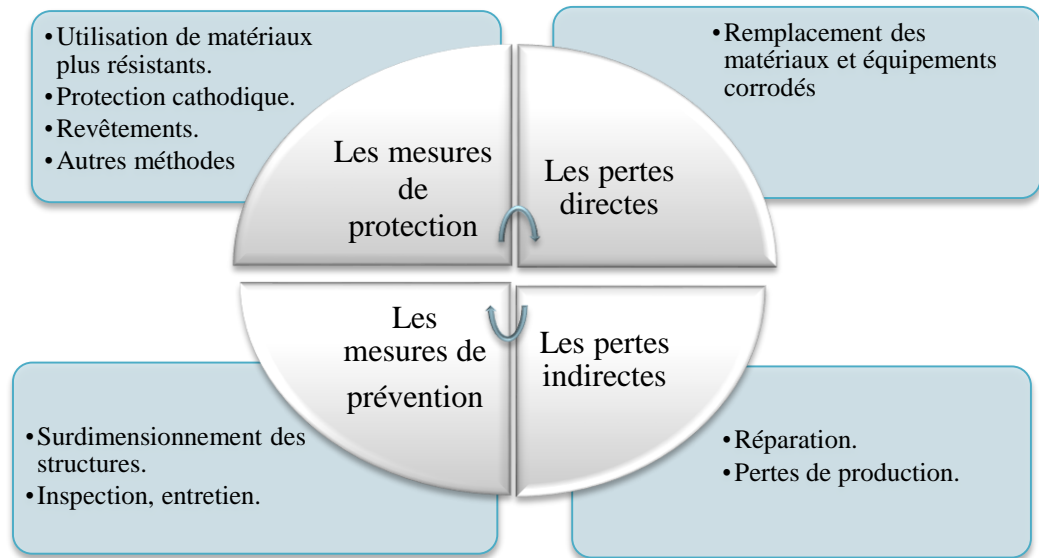 •Utilisation de matériaux
plus résistants.
•Protection cathodique.
•Revêtements.
•Autres méthodes
•Remplacement des
matériaux et équipements
corrodés
Les mesures
de
protection
Les pertes
directes
Les
mesures de
prévention
Les pertes
indirectes
•Surdimensionnement des
structures.
•Inspection, entretien.
•Réparation.
•Pertes de production.